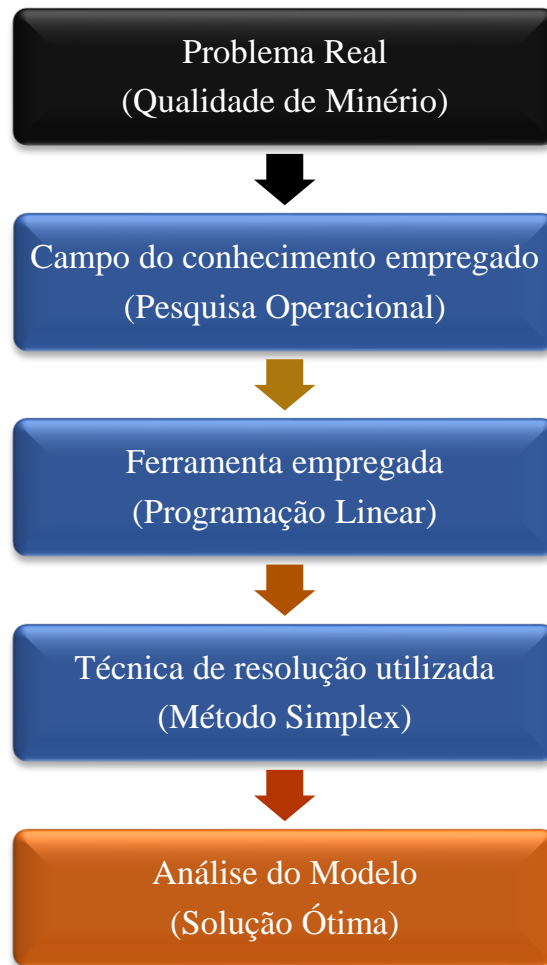 Problema Real
(Qualidade de Minério)
Campo do conhecimento empregado
(Pesquisa Operacional)
Ferramenta empregada
(Programação Linear)
Técnica de resolução utilizada
(Método Simplex)
Análise do Modelo
(Solução Ótima)